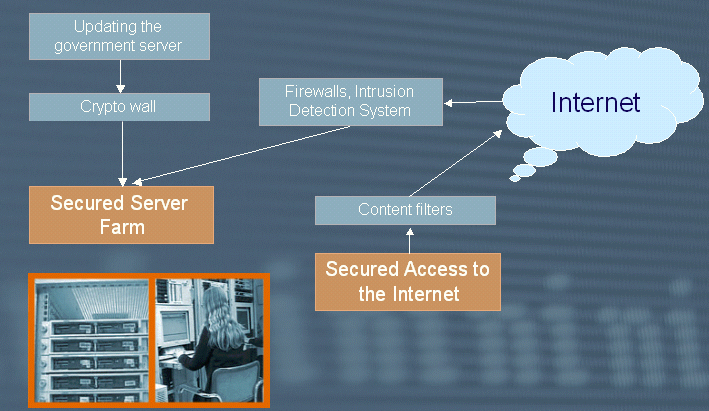 Updating the
government server
Crypto wall
Firewalls, Intrusion
Detection System
Internet
Secured Server
Farm
Content filters
Secured Access to
the Internet